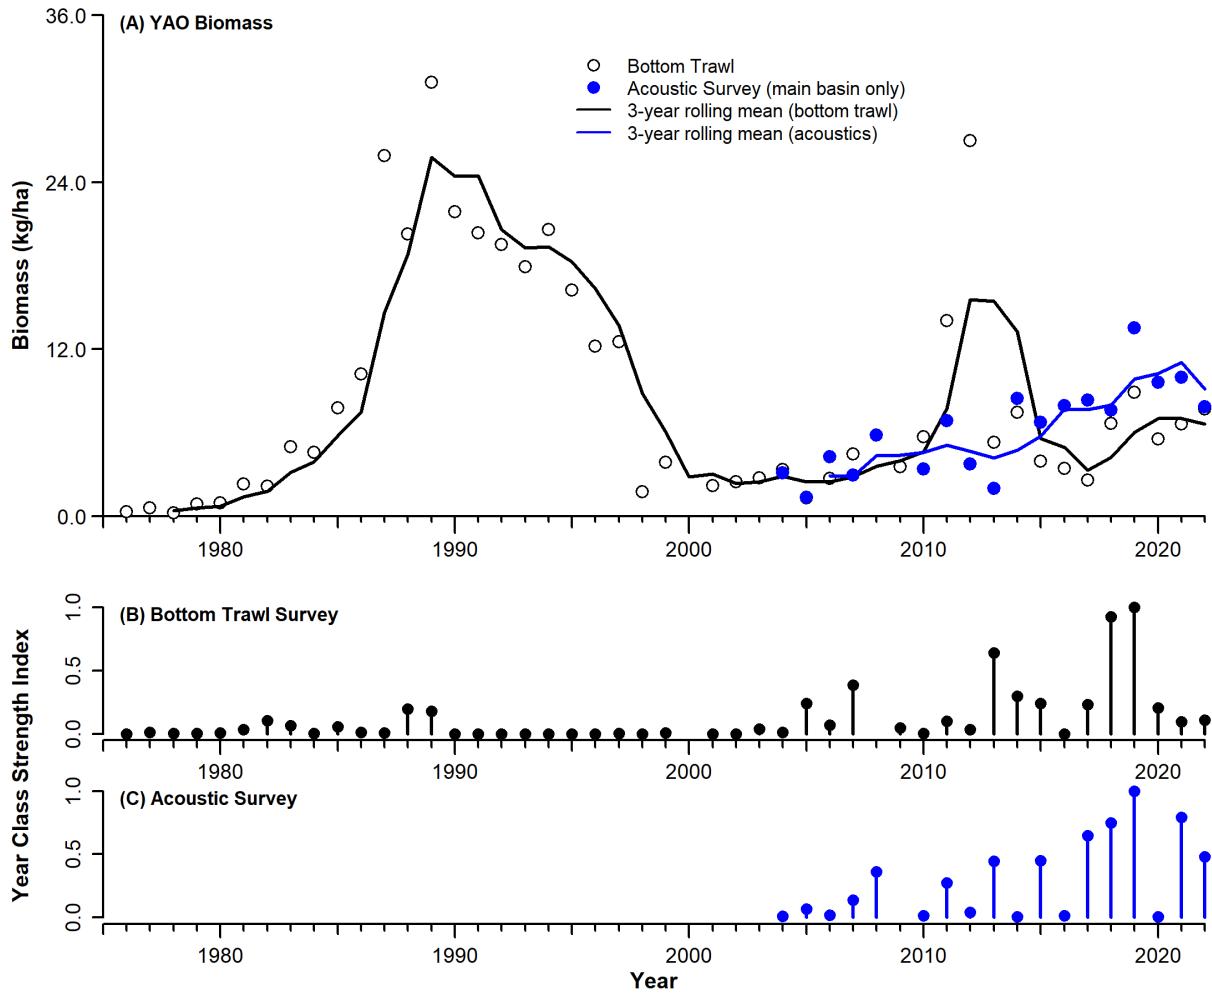 (A) YAO Biomass
Bottom Trawl
Acoustic Survey (main basin only)
3-year rolling mean (bottom trawl)
3-year rolling mean (acoustics)
Biomass (kg/ha)
36.0
24.0
12.0
0.0
1980 1990 2000 2010 2020
(B) Bottom Trawl Survey
Year Class Strength Index
1.0
0.5
0.0
1980 1990 2000 2010 2020
(C) Acoustic Survey
1.0
0.5
0.0
1980 1990 2000 2010 2020
Year